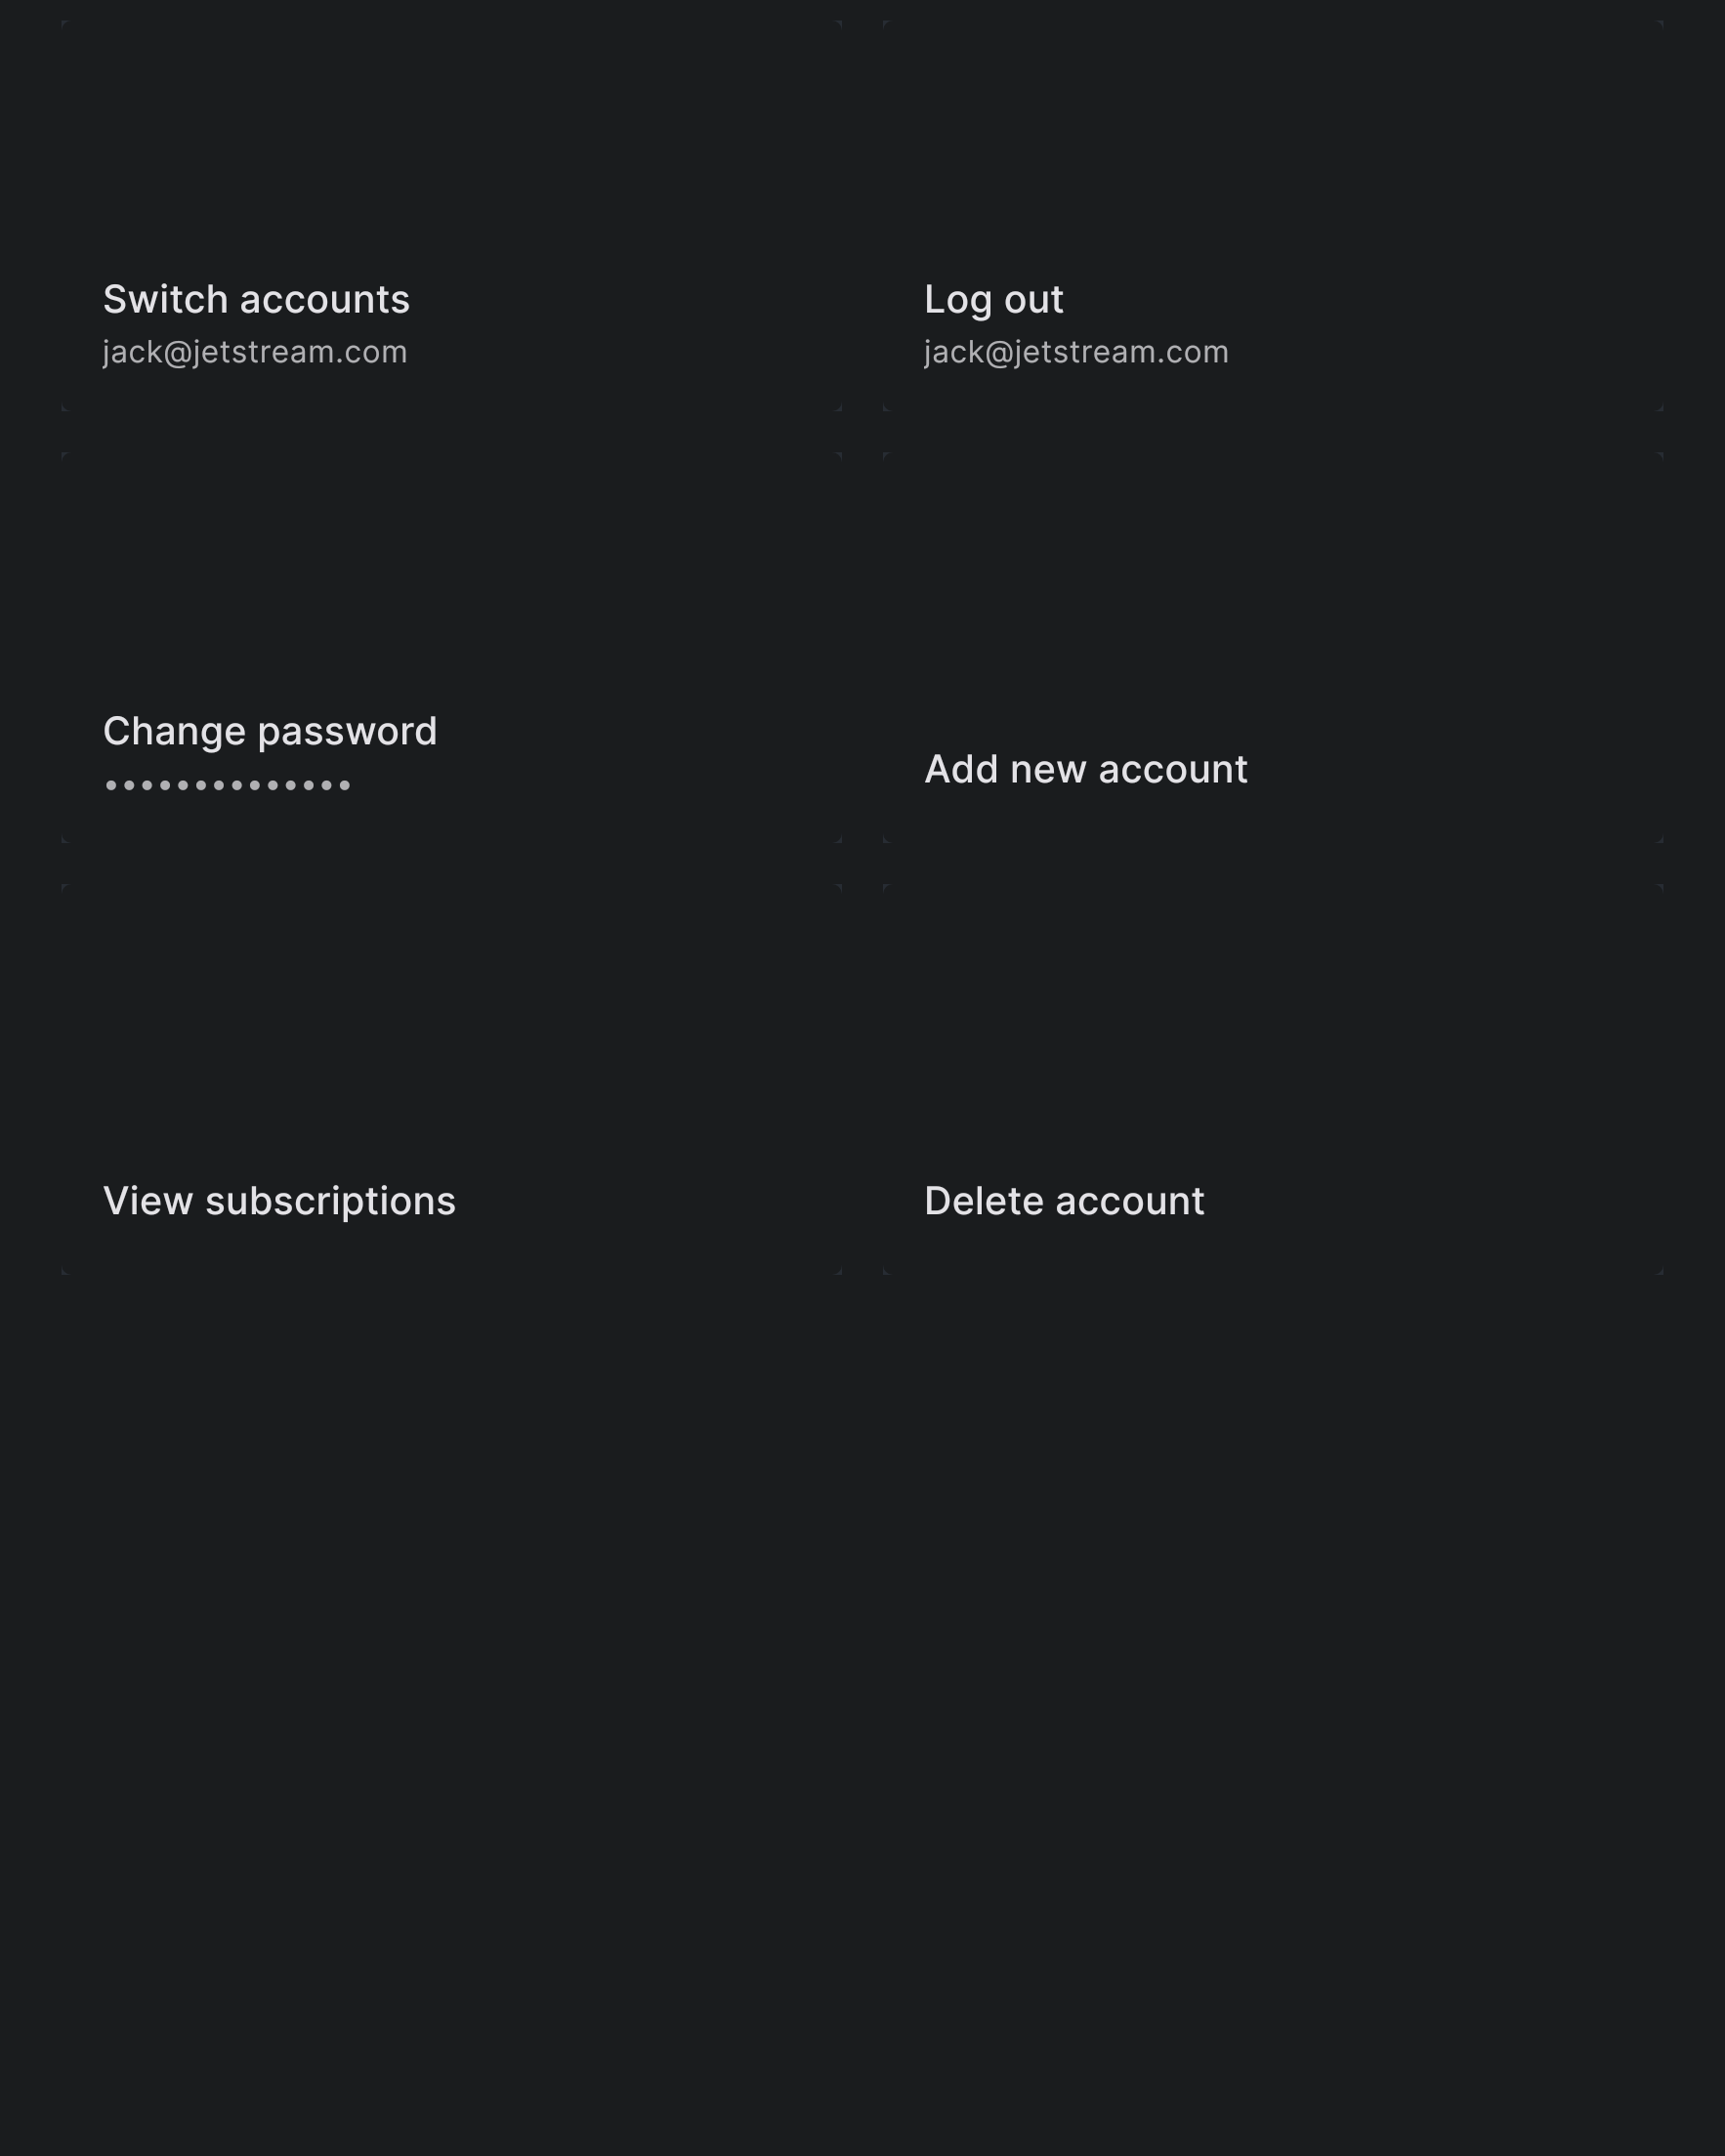 Switch accounts
jack@jetstream.com
Log out
jack@jetstream.com
Change password
••••••••••••••
Add new account
View subscriptions
Delete account